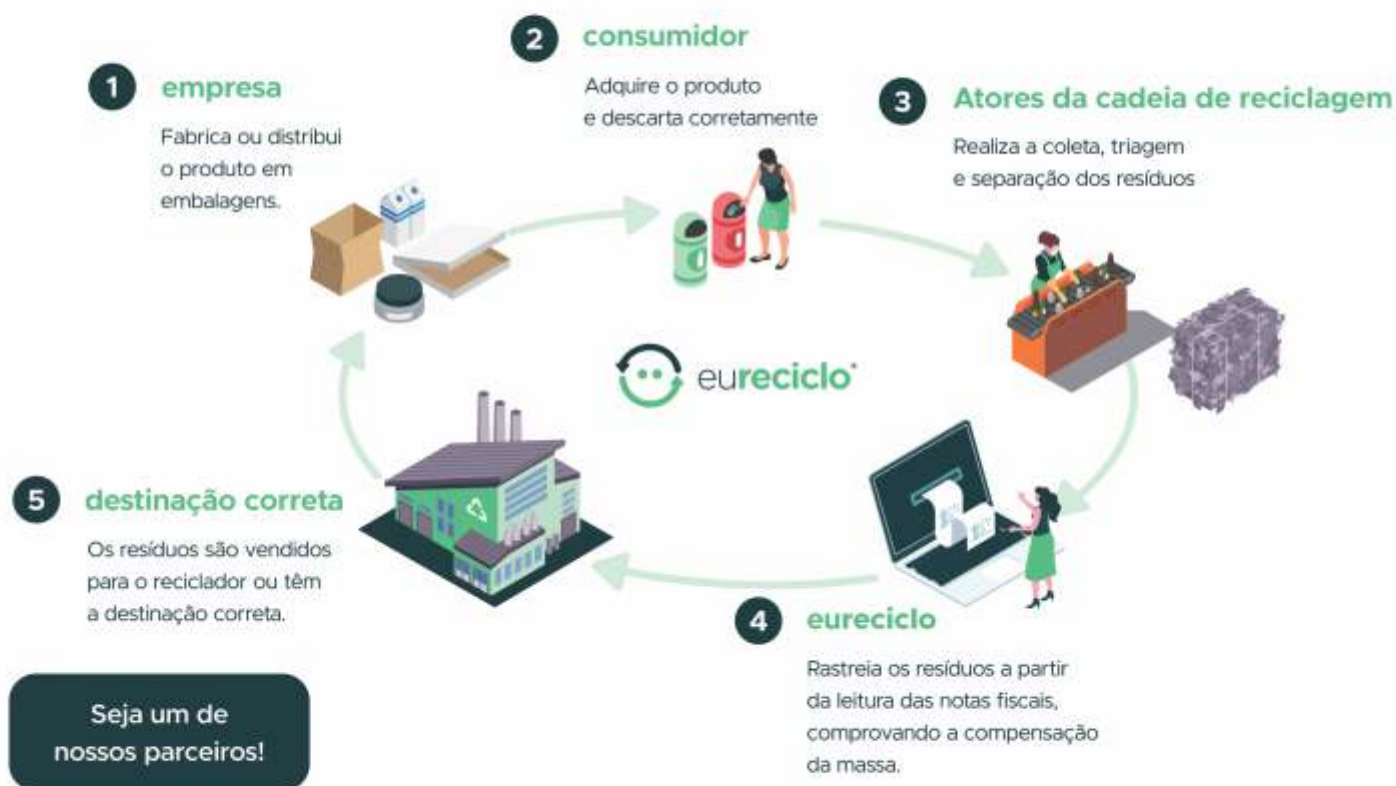 1
empresa
Fabrica ou distribui
o produto em
embalagens.
2
consumidor
Adquire o produto
e descarta corretamente
3
Atores da cadeia de reciclagem
Realiza a coleta, triagem
e separação dos resíduos
eureciclo
4
eureciclo
Rastreia os resíduos a partir
da leitura das notas fiscais,
comprovando a compensação
da massa.
5
destinação correta
Os resíduos são vendidos
para o reciclador ou têm
a destinação correta.
Seja um de
nossos parceiros!